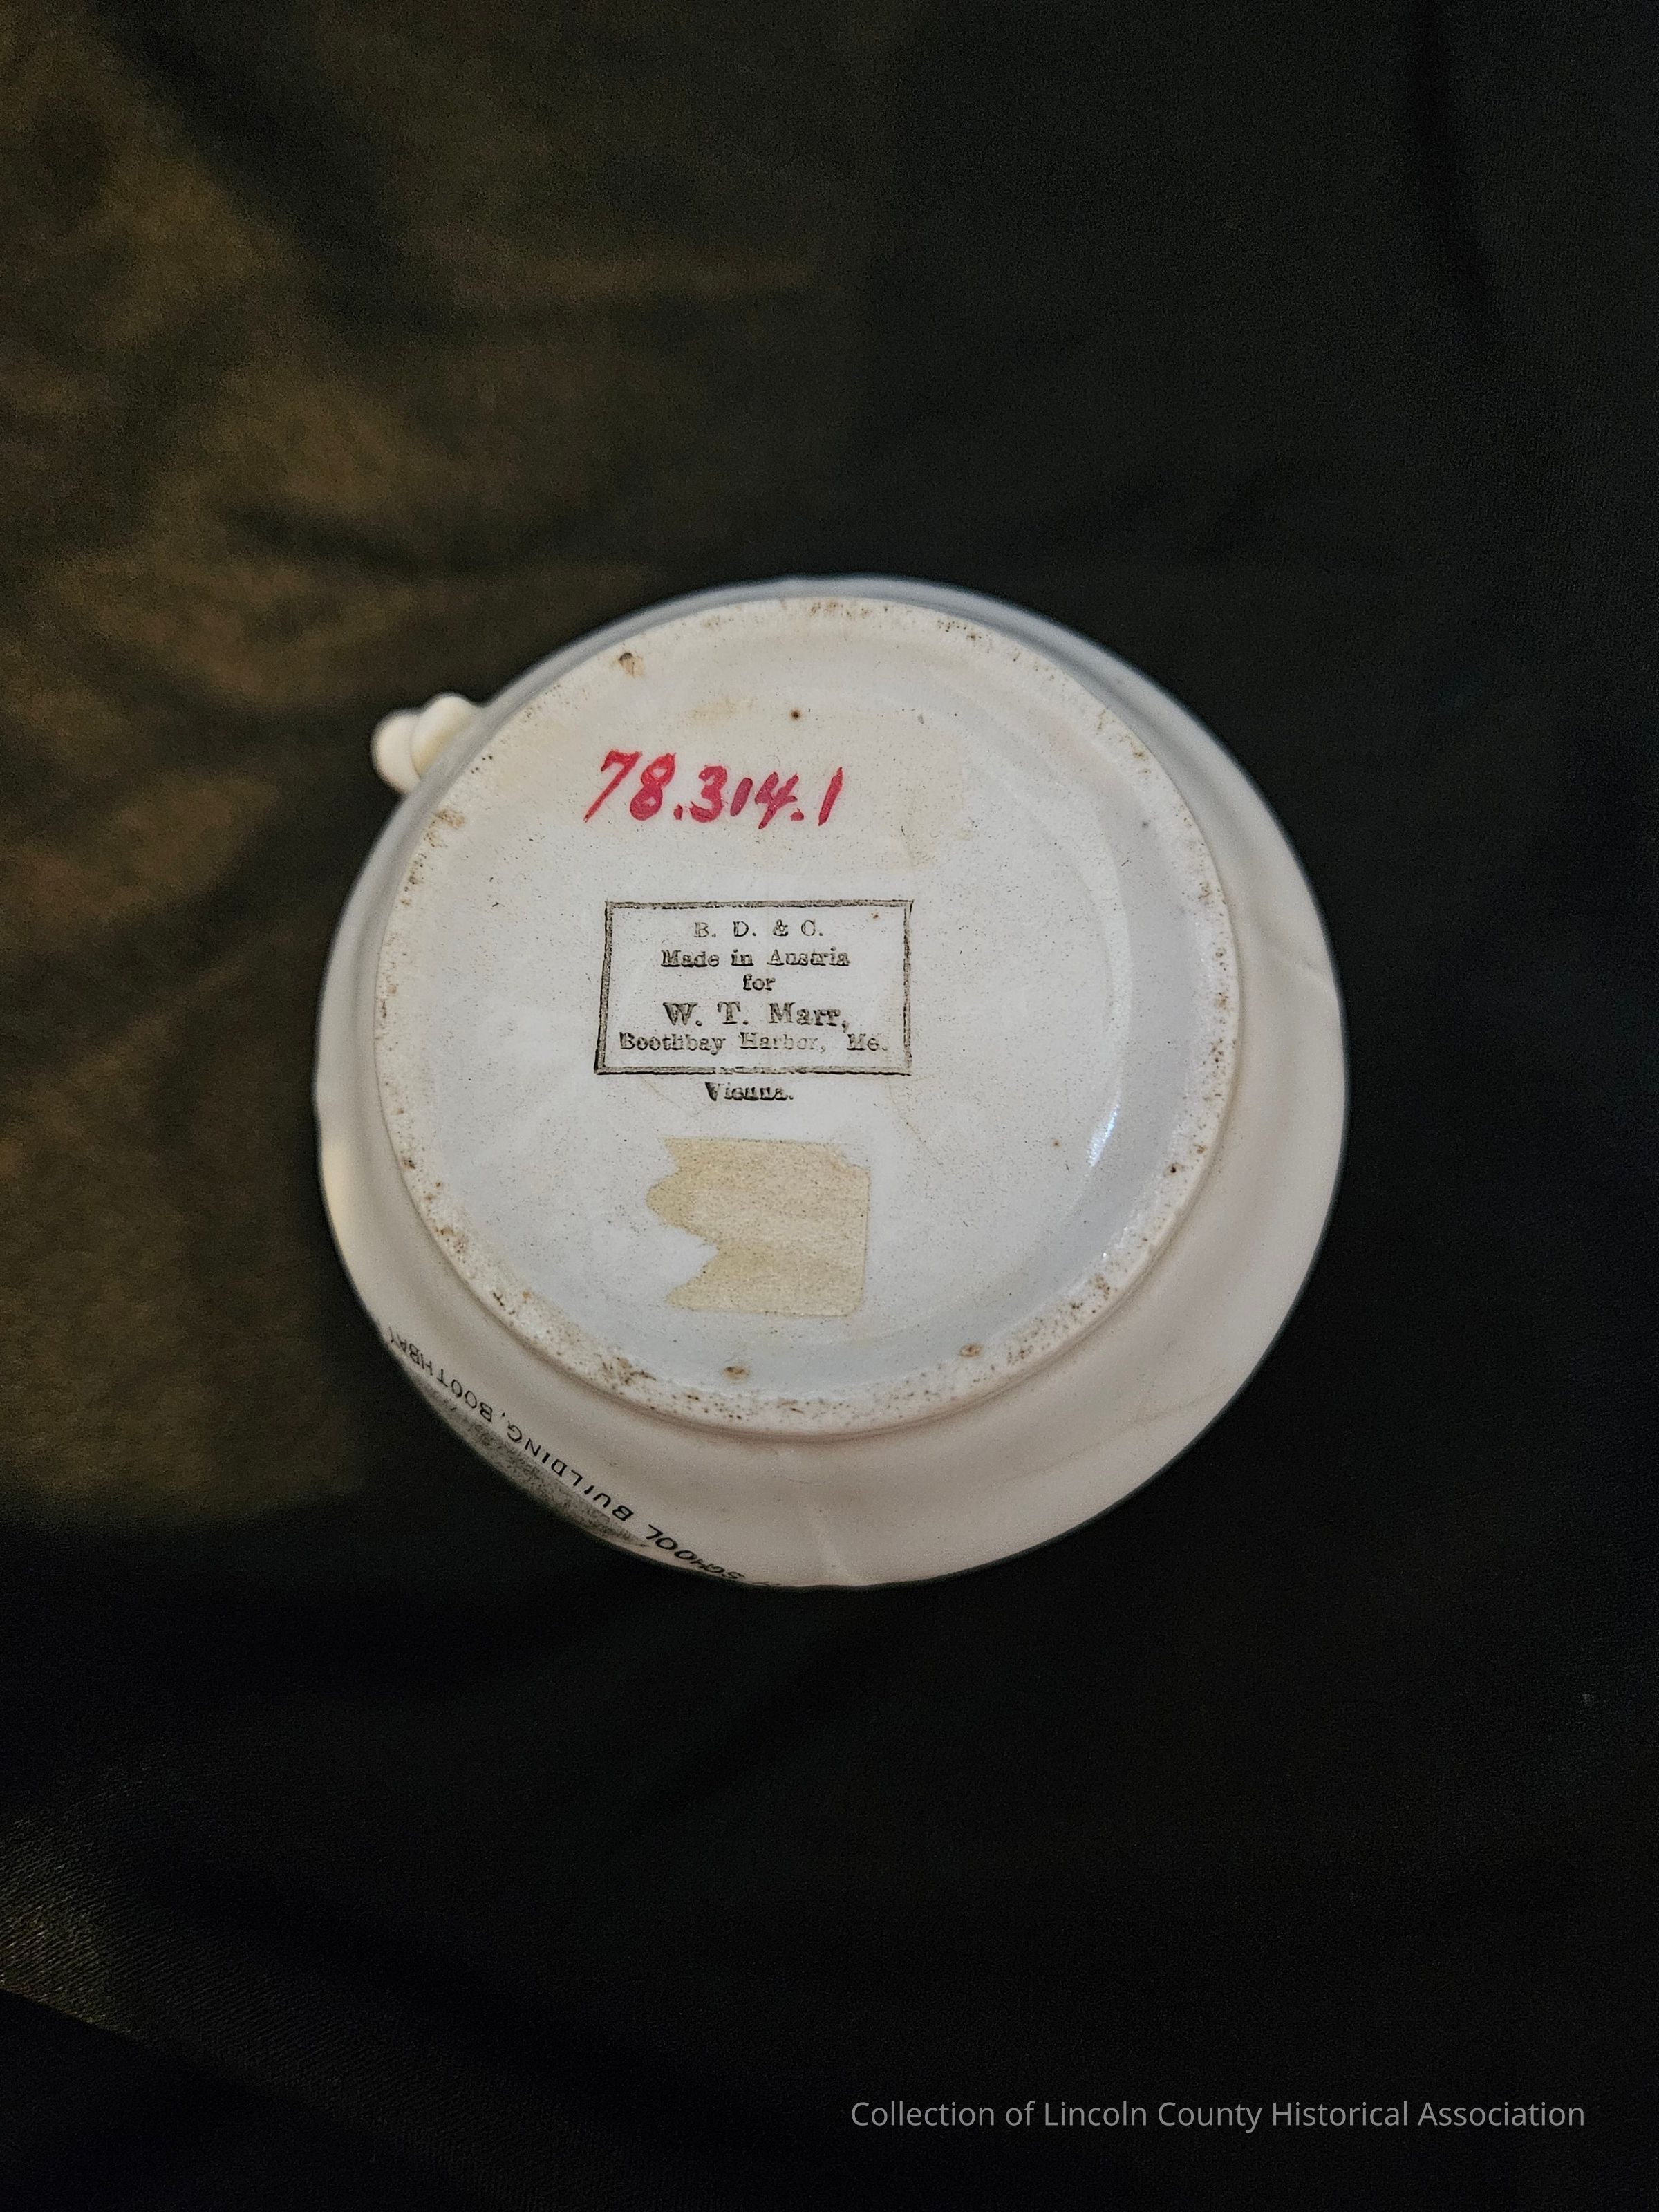 78.314.1
B. D. & C.
Made in Austria
for
W. T. Marr,
Boothbay Harbor, Me.
Vienna.
SCHOOL BUILDING, BOOTHBAY
Collection of Lincoln County Historical Association